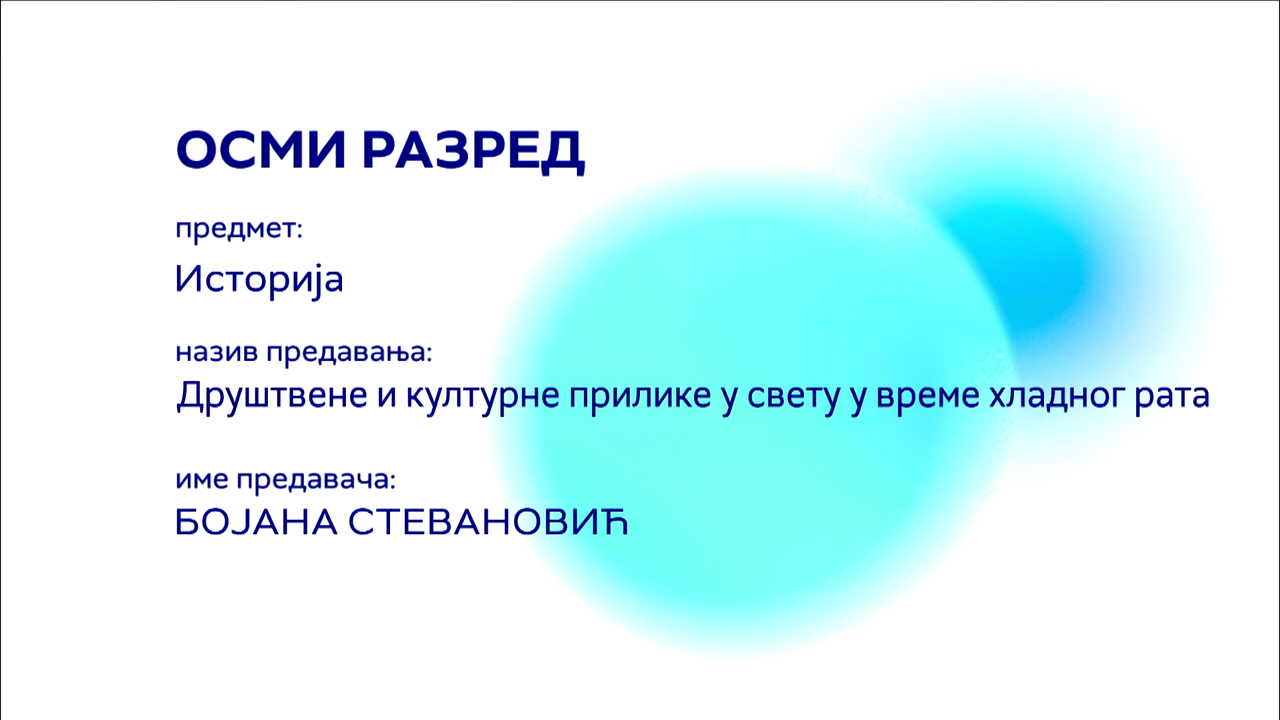 ОСМИ РАЗРЕД
предмет:
Историја
назив предавања:
Друштвене и културне прилике у свету у време хладног рата
име предавача:
БОЈАНА СТЕВАНОВИЋ